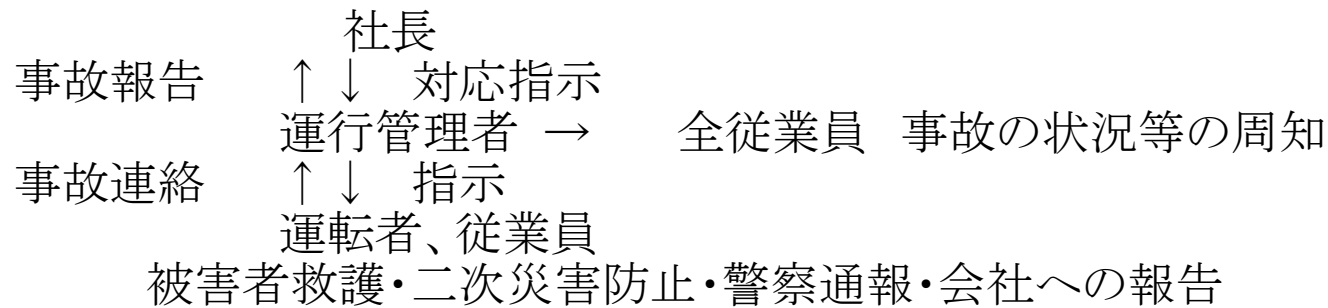 社長
事故報告 ↑↓ 対応指示
運行管理者 → 全従業員 事故の状況等の周知
事故連絡 ↑↓ 指示
運転者、従業員
被害者救護・二次災害防止・警察通報・会社への報告